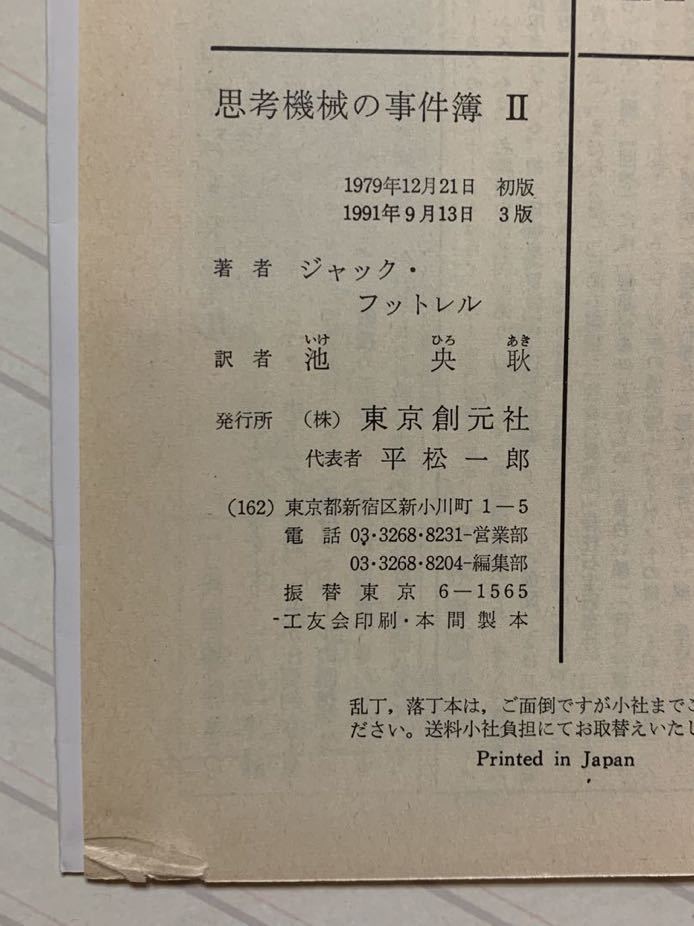 思考機械の事件簿 Ⅱ
1979年12月21日 初版
1991年9月13日 3版
著者 ジャック・
フットレル
いけ ひろ あき
訳者 池 央 耿
発行所 (株) 東京創元社
代表者 平松一郎
(162) 東京都新宿区新小川町 1―5
電話 03・3268・8231-営業部
03・3268・8204-編集部
振替東京 6―1565
工友会印刷・本間製本
乱丁，落丁本は，ご面倒ですが小社までご
ださい。送料小社負担にてお取替えいたし
Printed in Japan